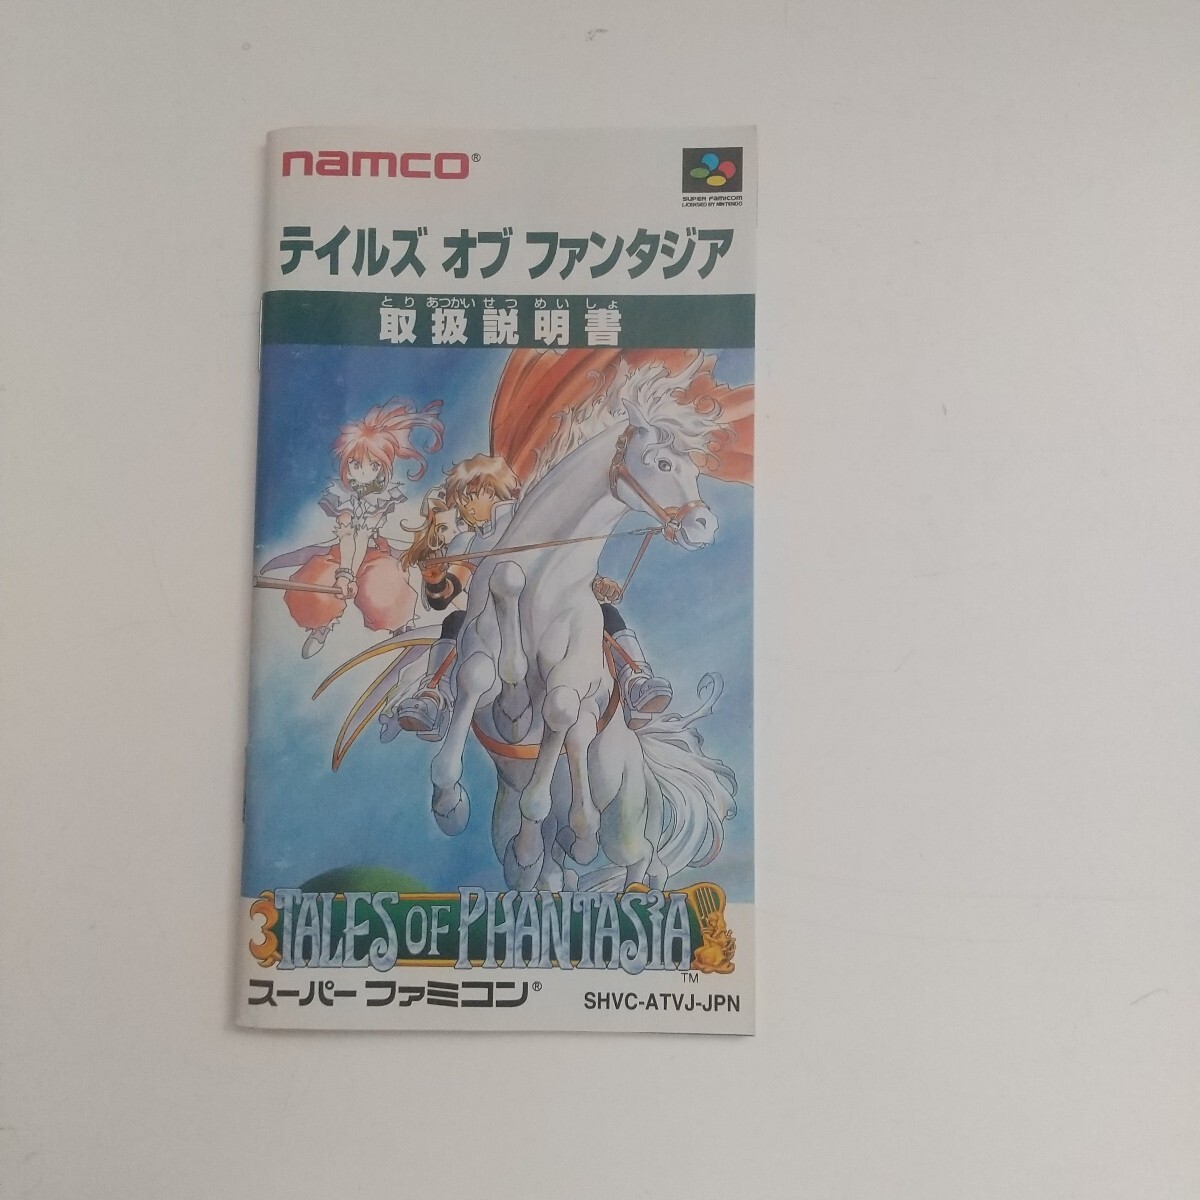 namco®
SUPER FAMICOM
LICENSED BY NINTENDO
テイルズ オブ ファンタジア
とり あつかい せつ めい しょ
取扱説明書
TALES OF PHANTASIA
TM
スーパーファミコン®
SHVC-ATVJ-JPN